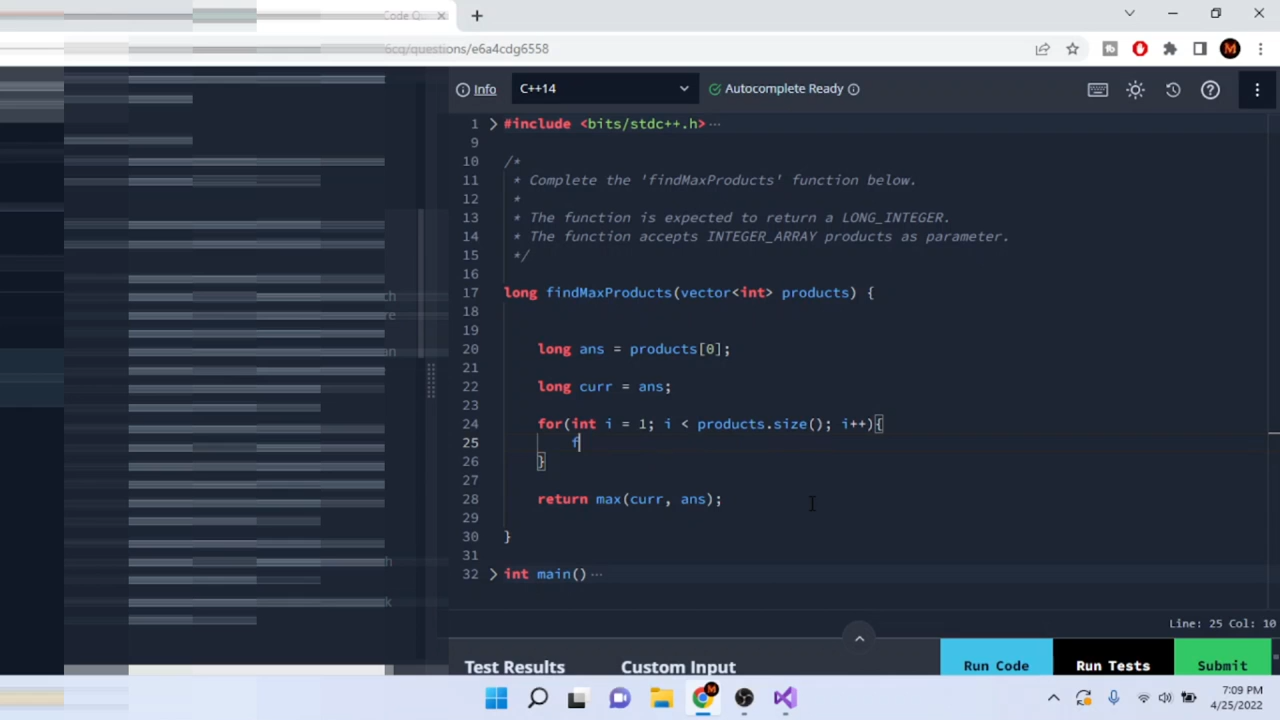 Code Q
6cq/questions/e6a4cdg6558
Info C++14 Autocomplete Ready
1 #include <bits/stdc++.h> ···
9
10 /*
11 * Complete the 'findMaxProducts' function below.
12 *
13 * The function is expected to return a LONG_INTEGER.
14 * The function accepts INTEGER_ARRAY products as parameter.
15 */
16
17 long findMaxProducts(vector<int> products) {
18
19
20 long ans = products[0];
21
22 long curr = ans;
23
24 for(int i = 1; i < products.size(); i++){
25 f
26 }
27
28 return max(curr, ans);
29
30 }
31
32 int main() ···
Line: 25 Col: 10
Test Results Custom Input Run Code Run Tests Submit
7:09 PM
4/25/2022